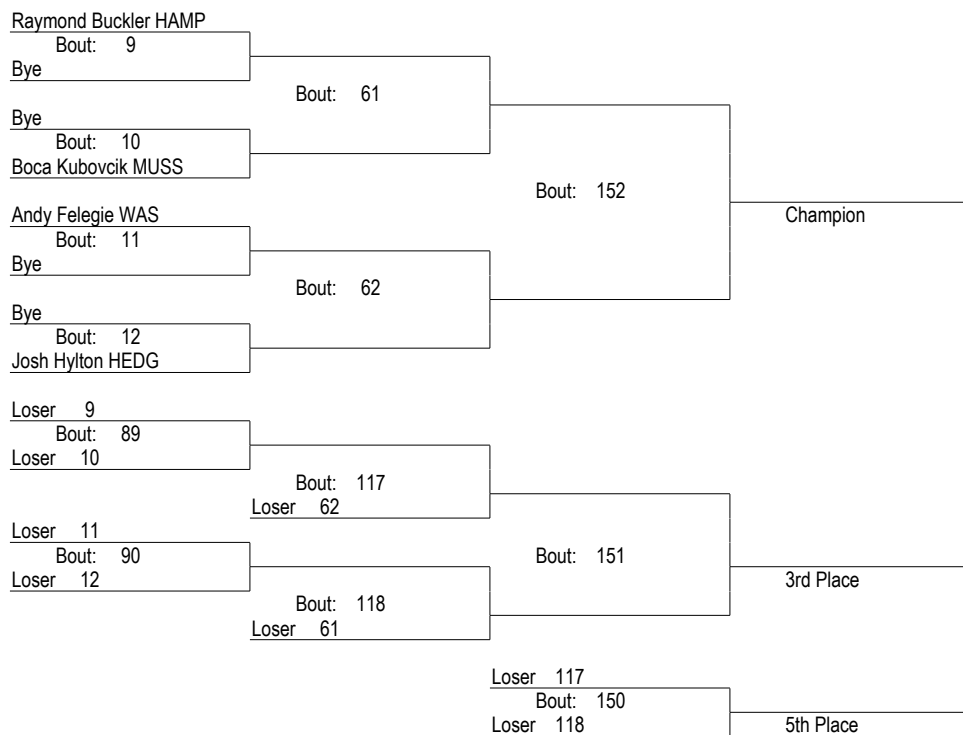 Raymond Buckler HAMP
Bout: 9
Bye
Bout: 61
Bye
Bout: 10
Boca Kubovcik MUSS
Bout: 152
Andy Felegie WAS
Champion
Bout: 11
Bye
Bout: 62
Bye
Bout: 12
Josh Hylton HEDG
Loser 9
Bout: 89
Loser 10
Bout: 117
Loser 62
Loser 11
Bout: 90
Bout: 151
Loser 12
3rd Place
Bout: 118
Loser 61
Loser 117
Bout: 150
Loser 118
5th Place